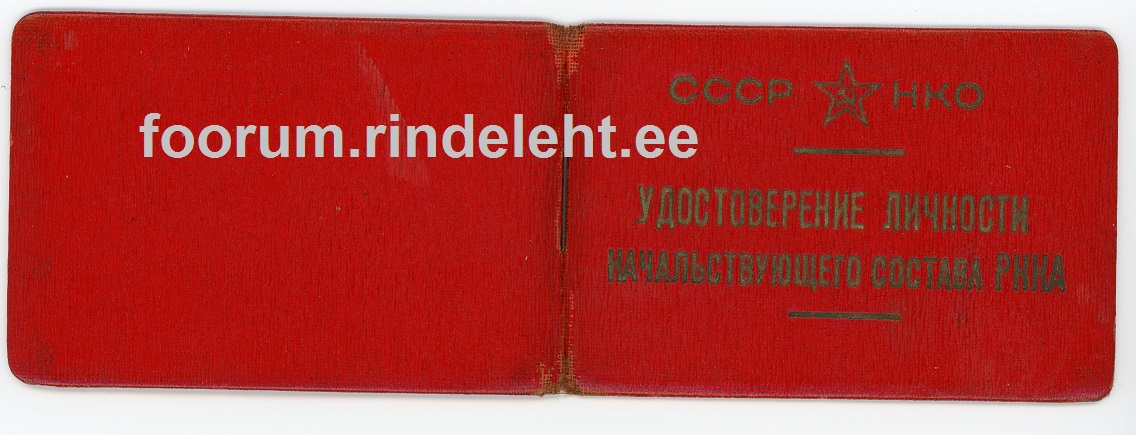 foorum.rindeleht.ee
СССР НКО
УДОСТОВЕРЕНИЕ ЛИЧНОСТИ
НАЧАЛЬСТВУЮЩЕГО СОСТАВА РККА